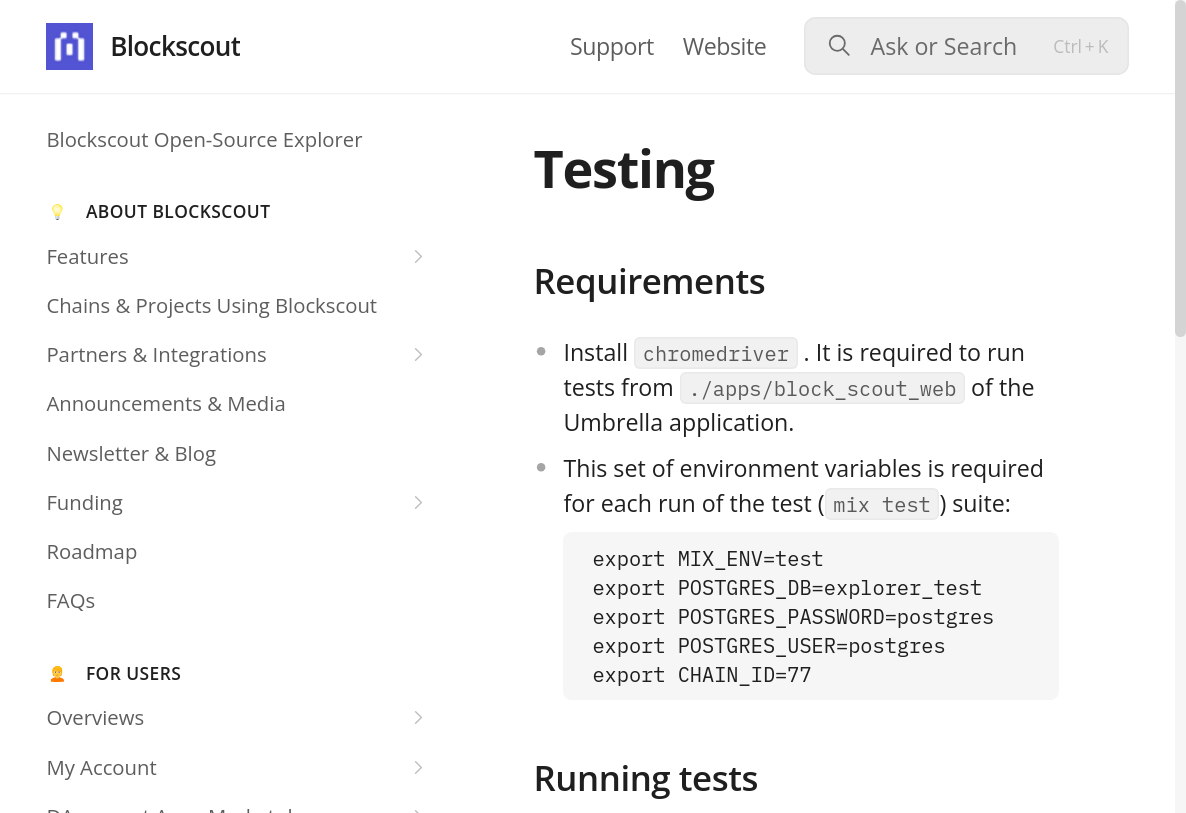 Blockscout
Support
Website
Ask or Search
Ctrl + K
Blockscout Open-Source Explorer
ABOUT BLOCKSCOUT
Features
Chains & Projects Using Blockscout
Partners & Integrations
Announcements & Media
Newsletter & Blog
Funding
Roadmap
FAQs
FOR USERS
Overviews
My Account
Testing
Requirements
Install chromedriver . It is required to run
tests from ./apps/block_scout_web of the
Umbrella application.
This set of environment variables is required
for each run of the test (mix test) suite:
export MIX_ENV=test
export POSTGRES_DB=explorer_test
export POSTGRES_PASSWORD=postgres
export POSTGRES_USER=postgres
export CHAIN_ID=77
Running tests